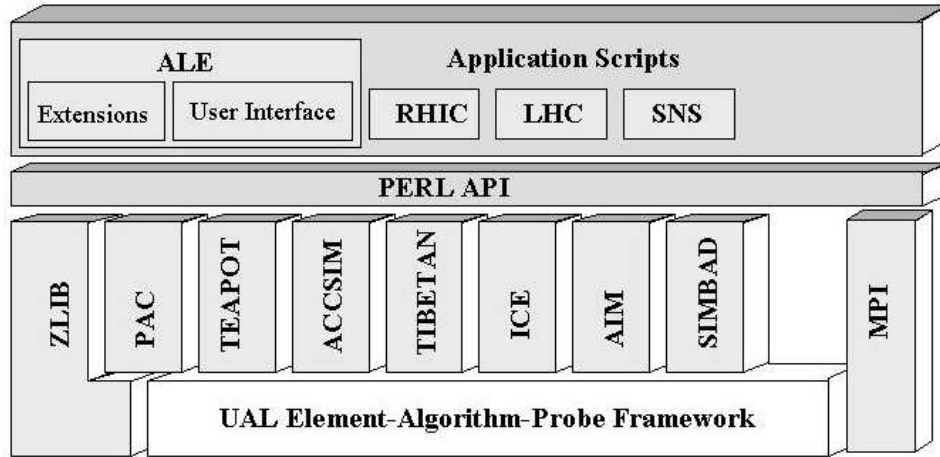 ALE
Application Scripts
Extensions
User Interface
RHIC
LHC
SNS
PERL API
ZLIB
PAC
TEAPOT
ACCSIM
TIBETAN
ICE
AIM
SIMBAD
MPI
UAL Element-Algorithm-Probe Framework